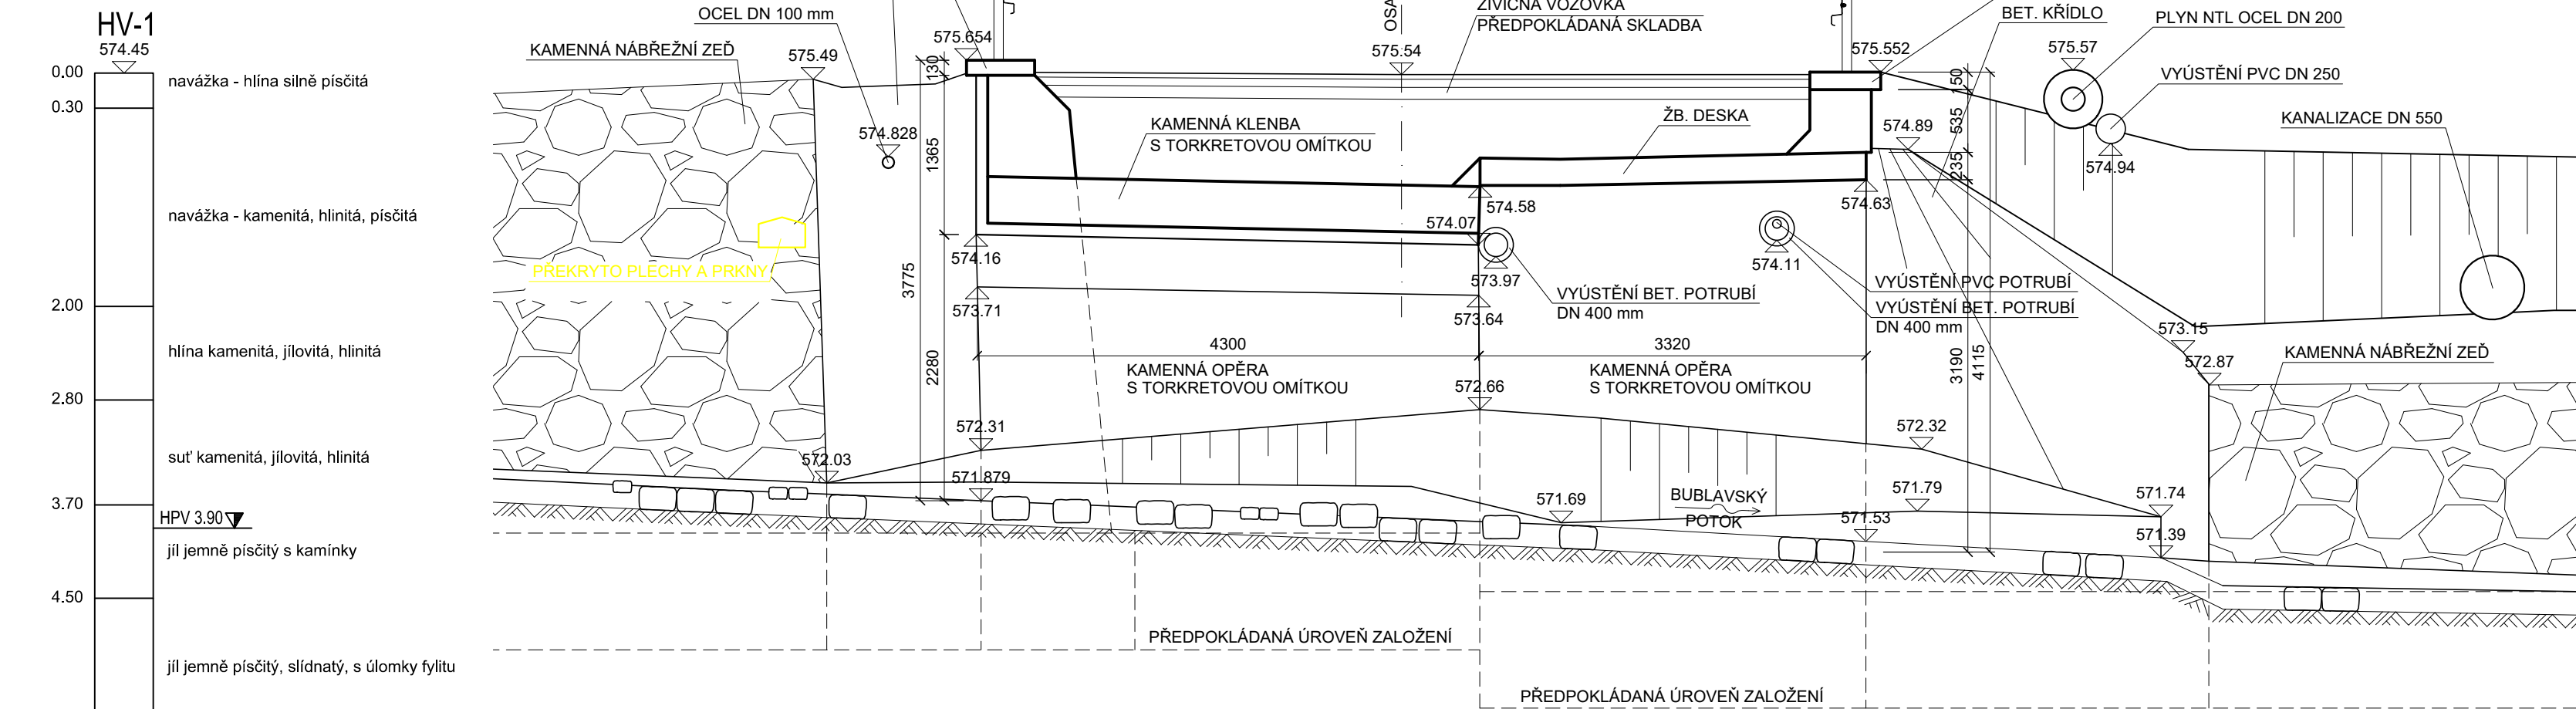 HV-1
574.45
0.00
navážka - hlína silně písčitá
0.30
navážka - kamenitá, hlinitá, písčitá
2.00
hlína kamenitá, jílovitá, hlinitá
2.80
suť kamenitá, jílovitá, hlinitá
3.70
HPV 3.90
jíl jemně písčitý s kamínky
4.50
jíl jemně písčitý, slídnatý, s úlomky fylitu
OCEL DN 100 mm
KAMENNÁ NÁBŘEŽNÍ ZEĎ
575.49
575.654
130
574.828
1365
3775
2280
PŘEKRYTO PLECHY A PRKNY
KAMENNÁ KLENBA
S TORKRETOVOU OMÍTKOU
OSA
575.54
ŽIVIČNÁ VOZOVKA
PŘEDPOKLÁDANÁ SKLADBA
ŽB. DESKA
575.552
BET. KŘÍDLO
PLYN NTL OCEL DN 200
575.57
VYÚSTĚNÍ PVC DN 250
KANALIZACE DN 550
150
535
235
574.89
574.94
574.58
574.07
574.63
574.16
573.97
574.11
573.71
573.64
VYÚSTĚNÍ BET. POTRUBÍ
DN 400 mm
VYÚSTĚNÍ PVC POTRUBÍ
VYÚSTĚNÍ BET. POTRUBÍ
DN 400 mm
573.15
572.87
KAMENNÁ NÁBŘEŽNÍ ZEĎ
4300
3320
3190
4115
KAMENNÁ OPĚRA
S TORKRETOVOU OMÍTKOU
KAMENNÁ OPĚRA
S TORKRETOVOU OMÍTKOU
572.66
572.31
572.32
572.03
571.879
571.69
BUBLAVSKÝ
POTOK
571.79
571.74
571.53
571.39
PŘEDPOKLÁDANÁ ÚROVEŇ ZALOŽENÍ
PŘEDPOKLÁDANÁ ÚROVEŇ ZALOŽENÍ